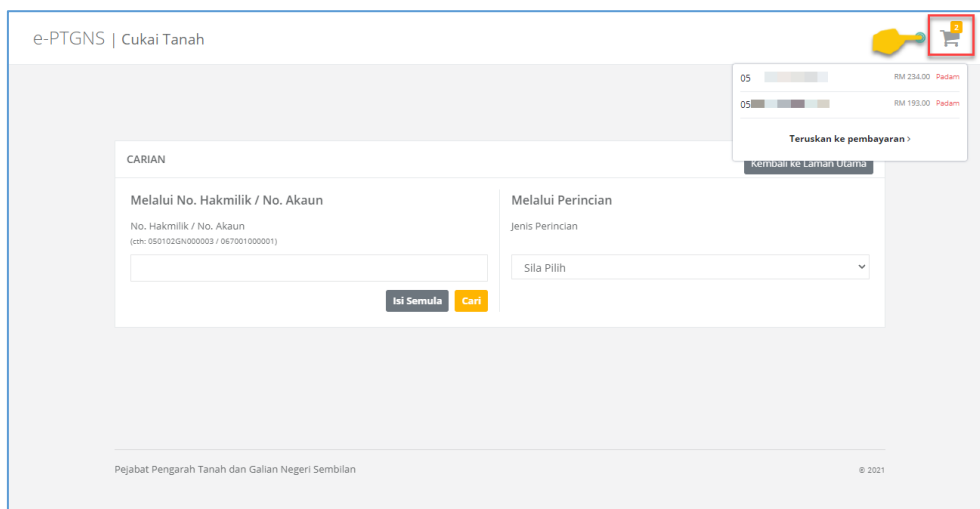 e-PTGNS | Cukai Tanah
2
05 RM 234.00 Padam
05 RM 193.00 Padam
Teruskan ke pembayaran >
CARIAN
Kembali ke Laman Utama
Melalui No. Hakmilik / No. Akaun
No. Hakmilik / No. Akaun
(cth: 050102GN000003 / 067001000001)
Isi Semula Cari
Melalui Perincian
Jenis Perincian
Sila Pilih
Pejabat Pengarah Tanah dan Galian Negeri Sembilan
© 2021